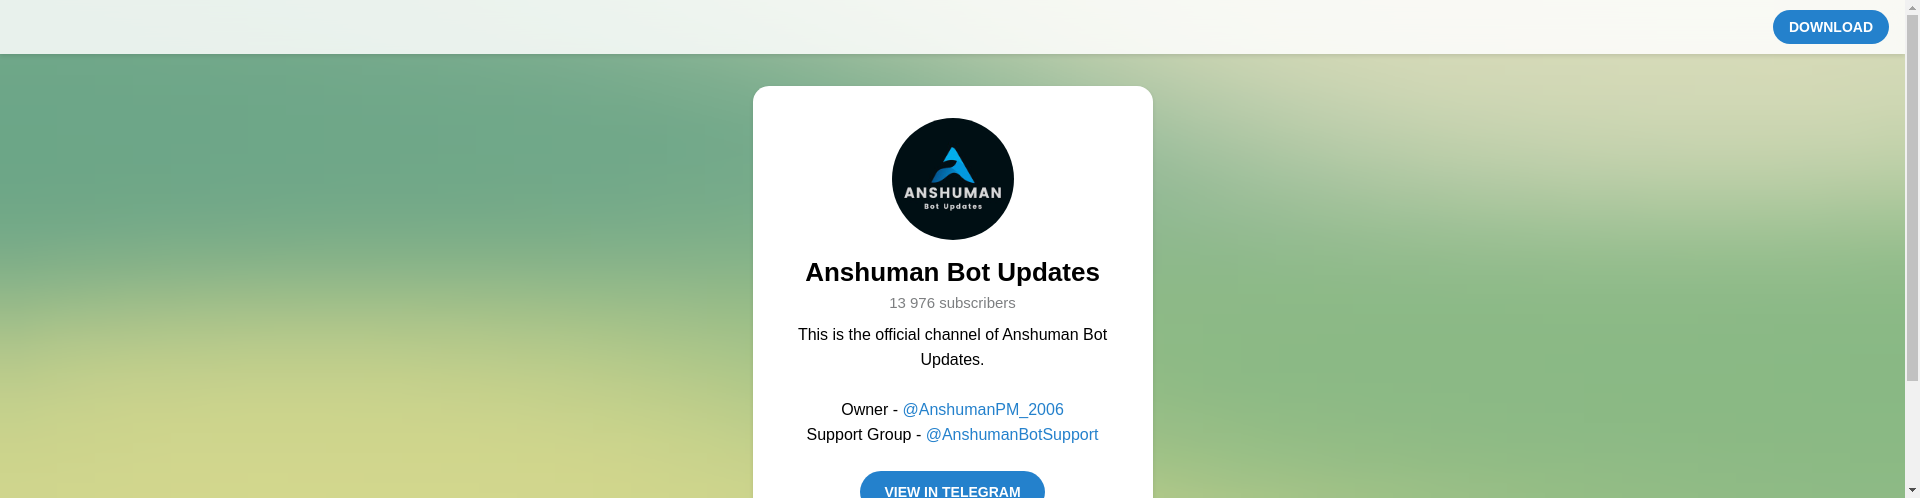 DOWNLOAD
ANSHUMAN
Bot Updates
Anshuman Bot Updates
13 976 subscribers
This is the official channel of Anshuman Bot
Updates.
Owner - @AnshumanPM_2006
Support Group - @AnshumanBotSupport
VIEW IN TELEGRAM